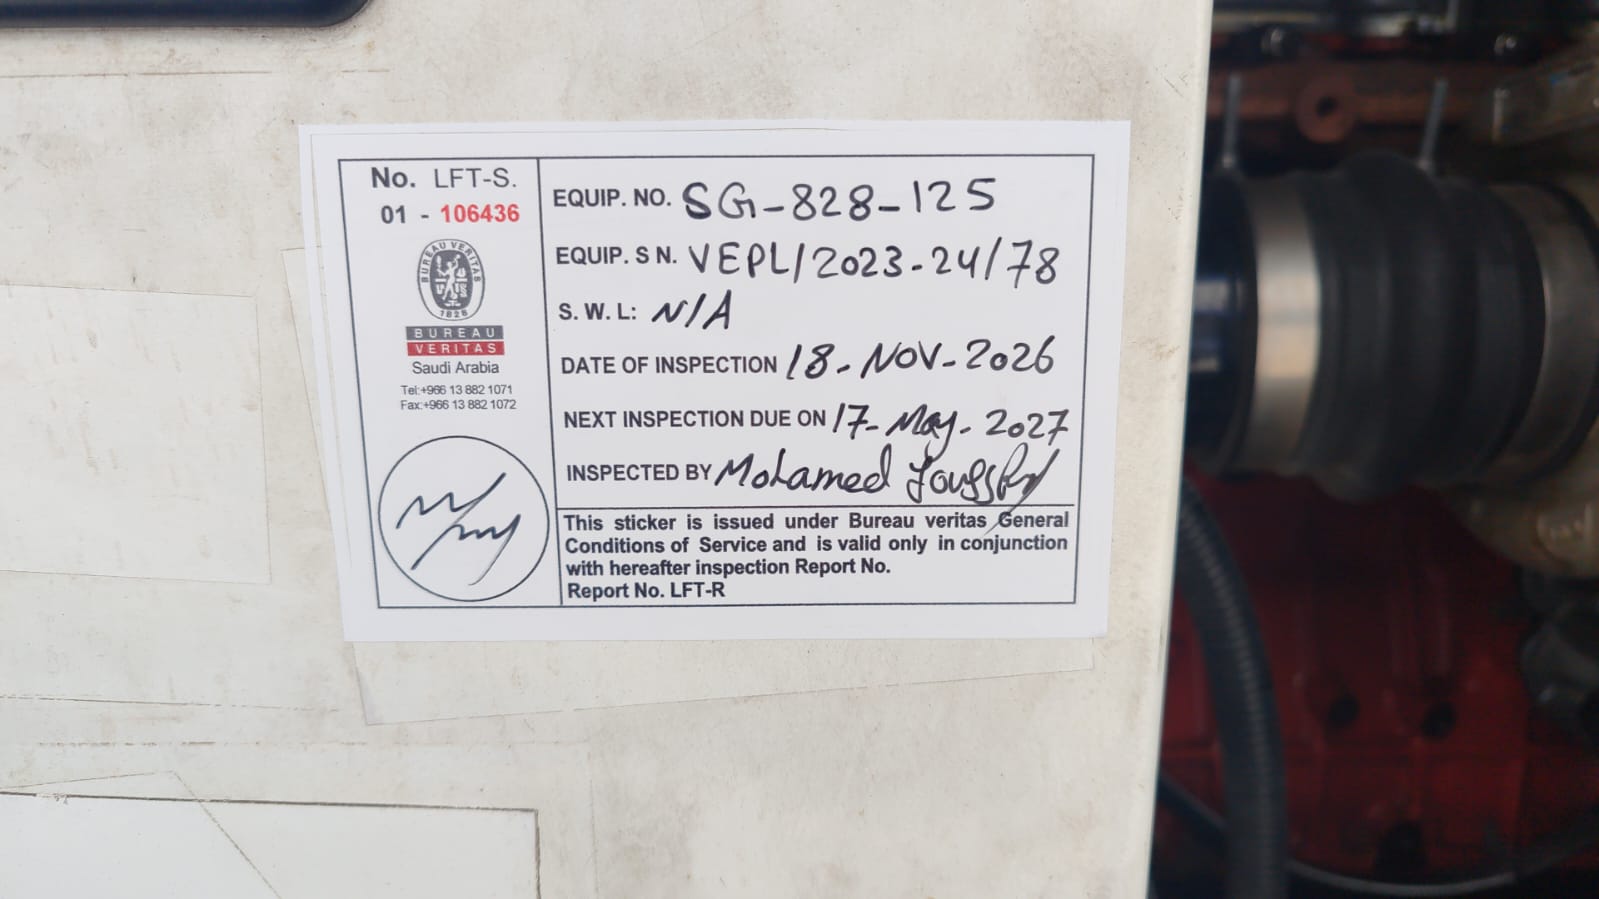 No. LFT-S.
01 - 106436
BUREAU VERITAS
1828
BUREAU
VERITAS
Saudi Arabia
Tel:+966 13 882 1071
Fax:+966 13 882 1072
EQUIP. NO. SG-828-125
EQUIP. S N. VEPL/2023-24/78
S. W. L: N/A
DATE OF INSPECTION 18-NOV-2026
NEXT INSPECTION DUE ON 17-May-2027
INSPECTED BY Mohamed
This sticker is issued under Bureau veritas General
Conditions of Service and is valid only in conjunction
with hereafter inspection Report No.
Report No. LFT-R